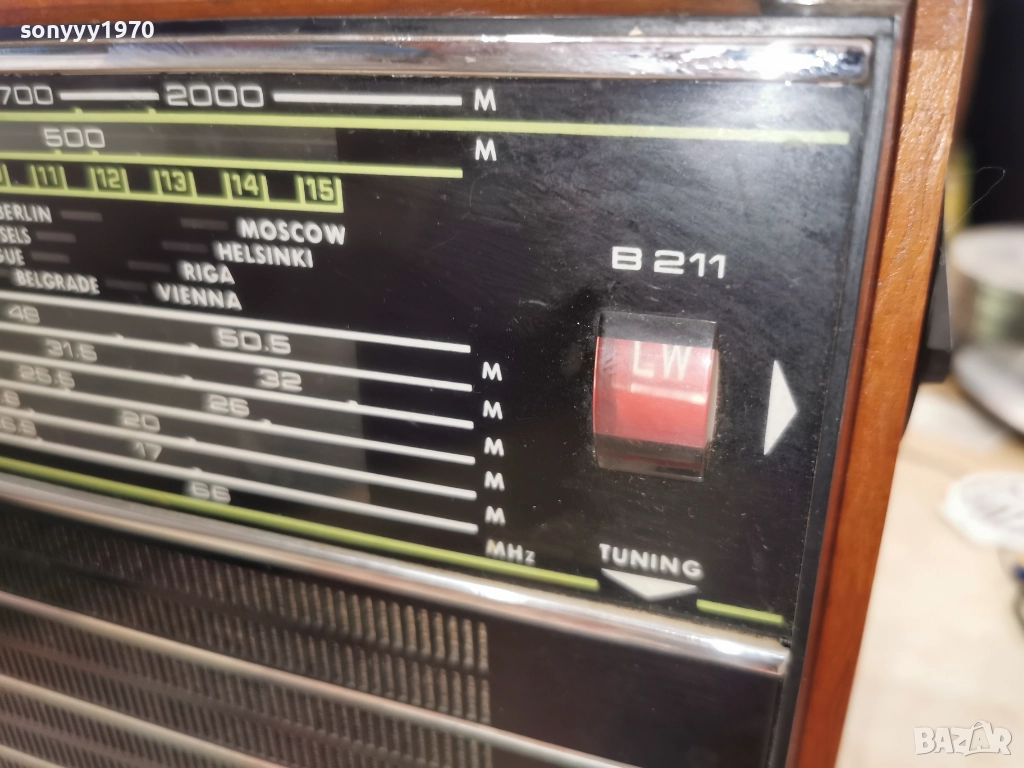 sonyyy1970
700 2000 M
500 M
11 12 13 14 15
BERLIN MOSCOW
HELSINKI
RIGA
BELGRADE VIENNA
B 211
LW
49 50.5 M
31.5 32 M
25.5 26 M
20 M
17 M
66 MHz
TUNING
BAZAR